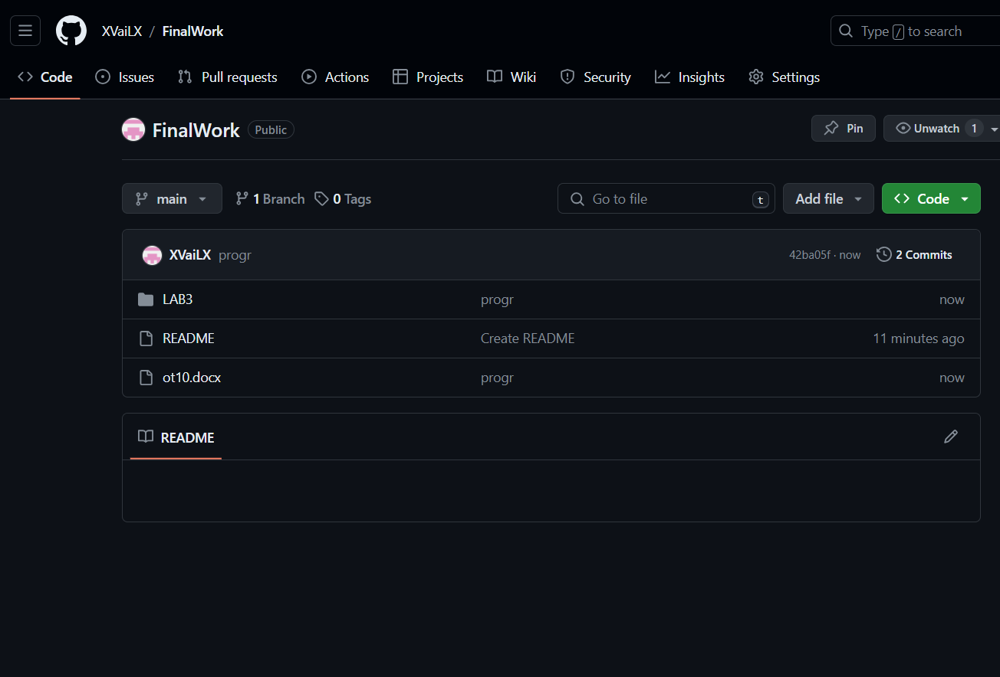 XVaiLX / FinalWork
Type / to search
Code Issues Pull requests Actions Projects Wiki Security Insights Settings
FinalWork Public
Pin Unwatch 1
main 1 Branch 0 Tags
Go to file t Add file Code
XVaiLX progr 42ba05f · now 2 Commits
LAB3 progr now
README Create README 11 minutes ago
ot10.docx progr now
README